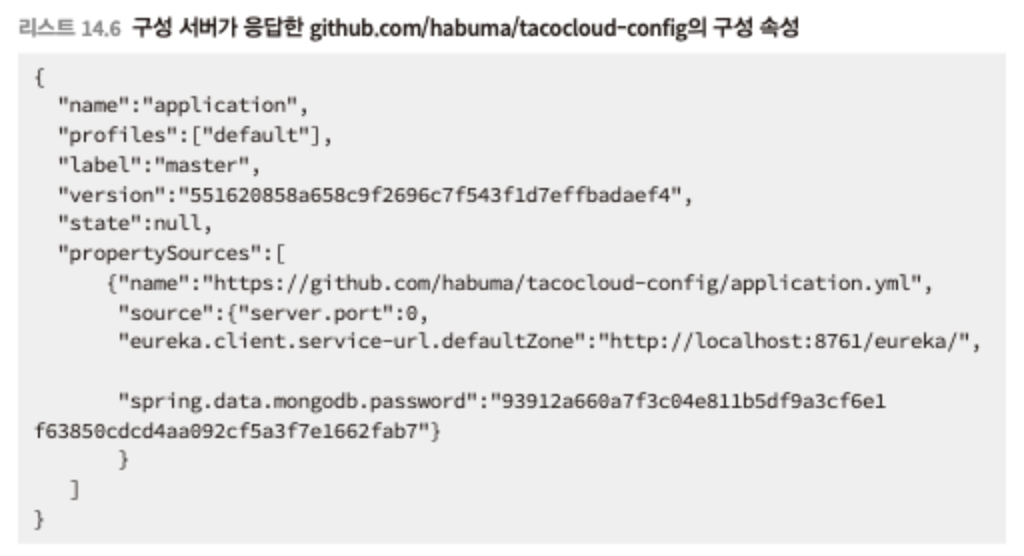 리스트 14.6 구성 서버가 응답한 github.com/habuma/tacocloud-config의 구성 속성
{
"name":"application",
"profiles":["default"],
"label":"master",
"version":"551620858a658c9f2696c7f543f1d7effbadaef4",
"state":null,
"propertySources":[
{"name":"https://github.com/habuma/tacocloud-config/application.yml",
"source":{"server.port":0,
"eureka.client.service-url.defaultZone":"http://localhost:8761/eureka/",
"spring.data.mongodb.password":"93912a660a7f3c04e811b5df9a3cf6e1
f63850cdcd4aa092cf5a3f7e1662fab7"}
}
]
}